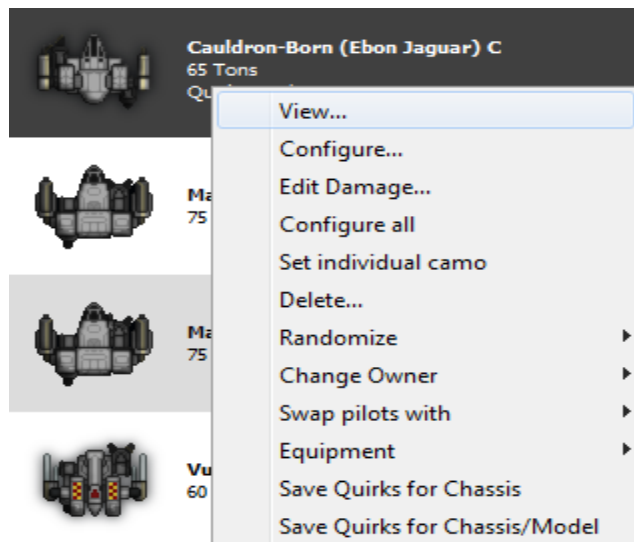 Cauldron-Born (Ebon Jaguar) C
65 Tons
View...
Configure...
Edit Damage...
Configure all
Set individual camo
Delete...
Randomize
75
Change Owner
75
Swap pilots with
Equipment
60
Save Quirks for Chassis
Save Quirks for Chassis/Model